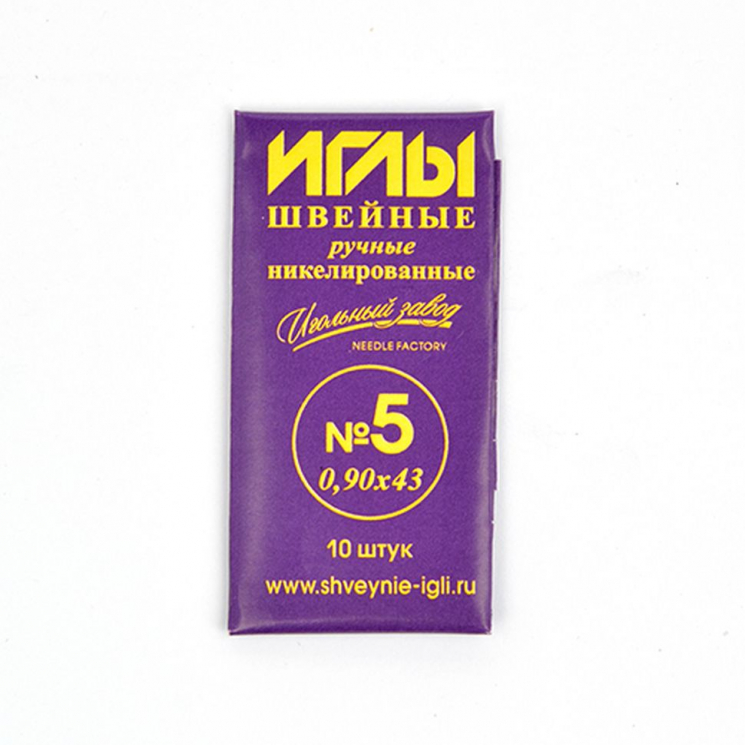 ИГЛЫ
ШВЕЙНЫЕ
ручные
никелированные
Игольный завод
NEEDLE FACTORY
№5
0,90х43
10 штук
www.shveynie-igli.ru